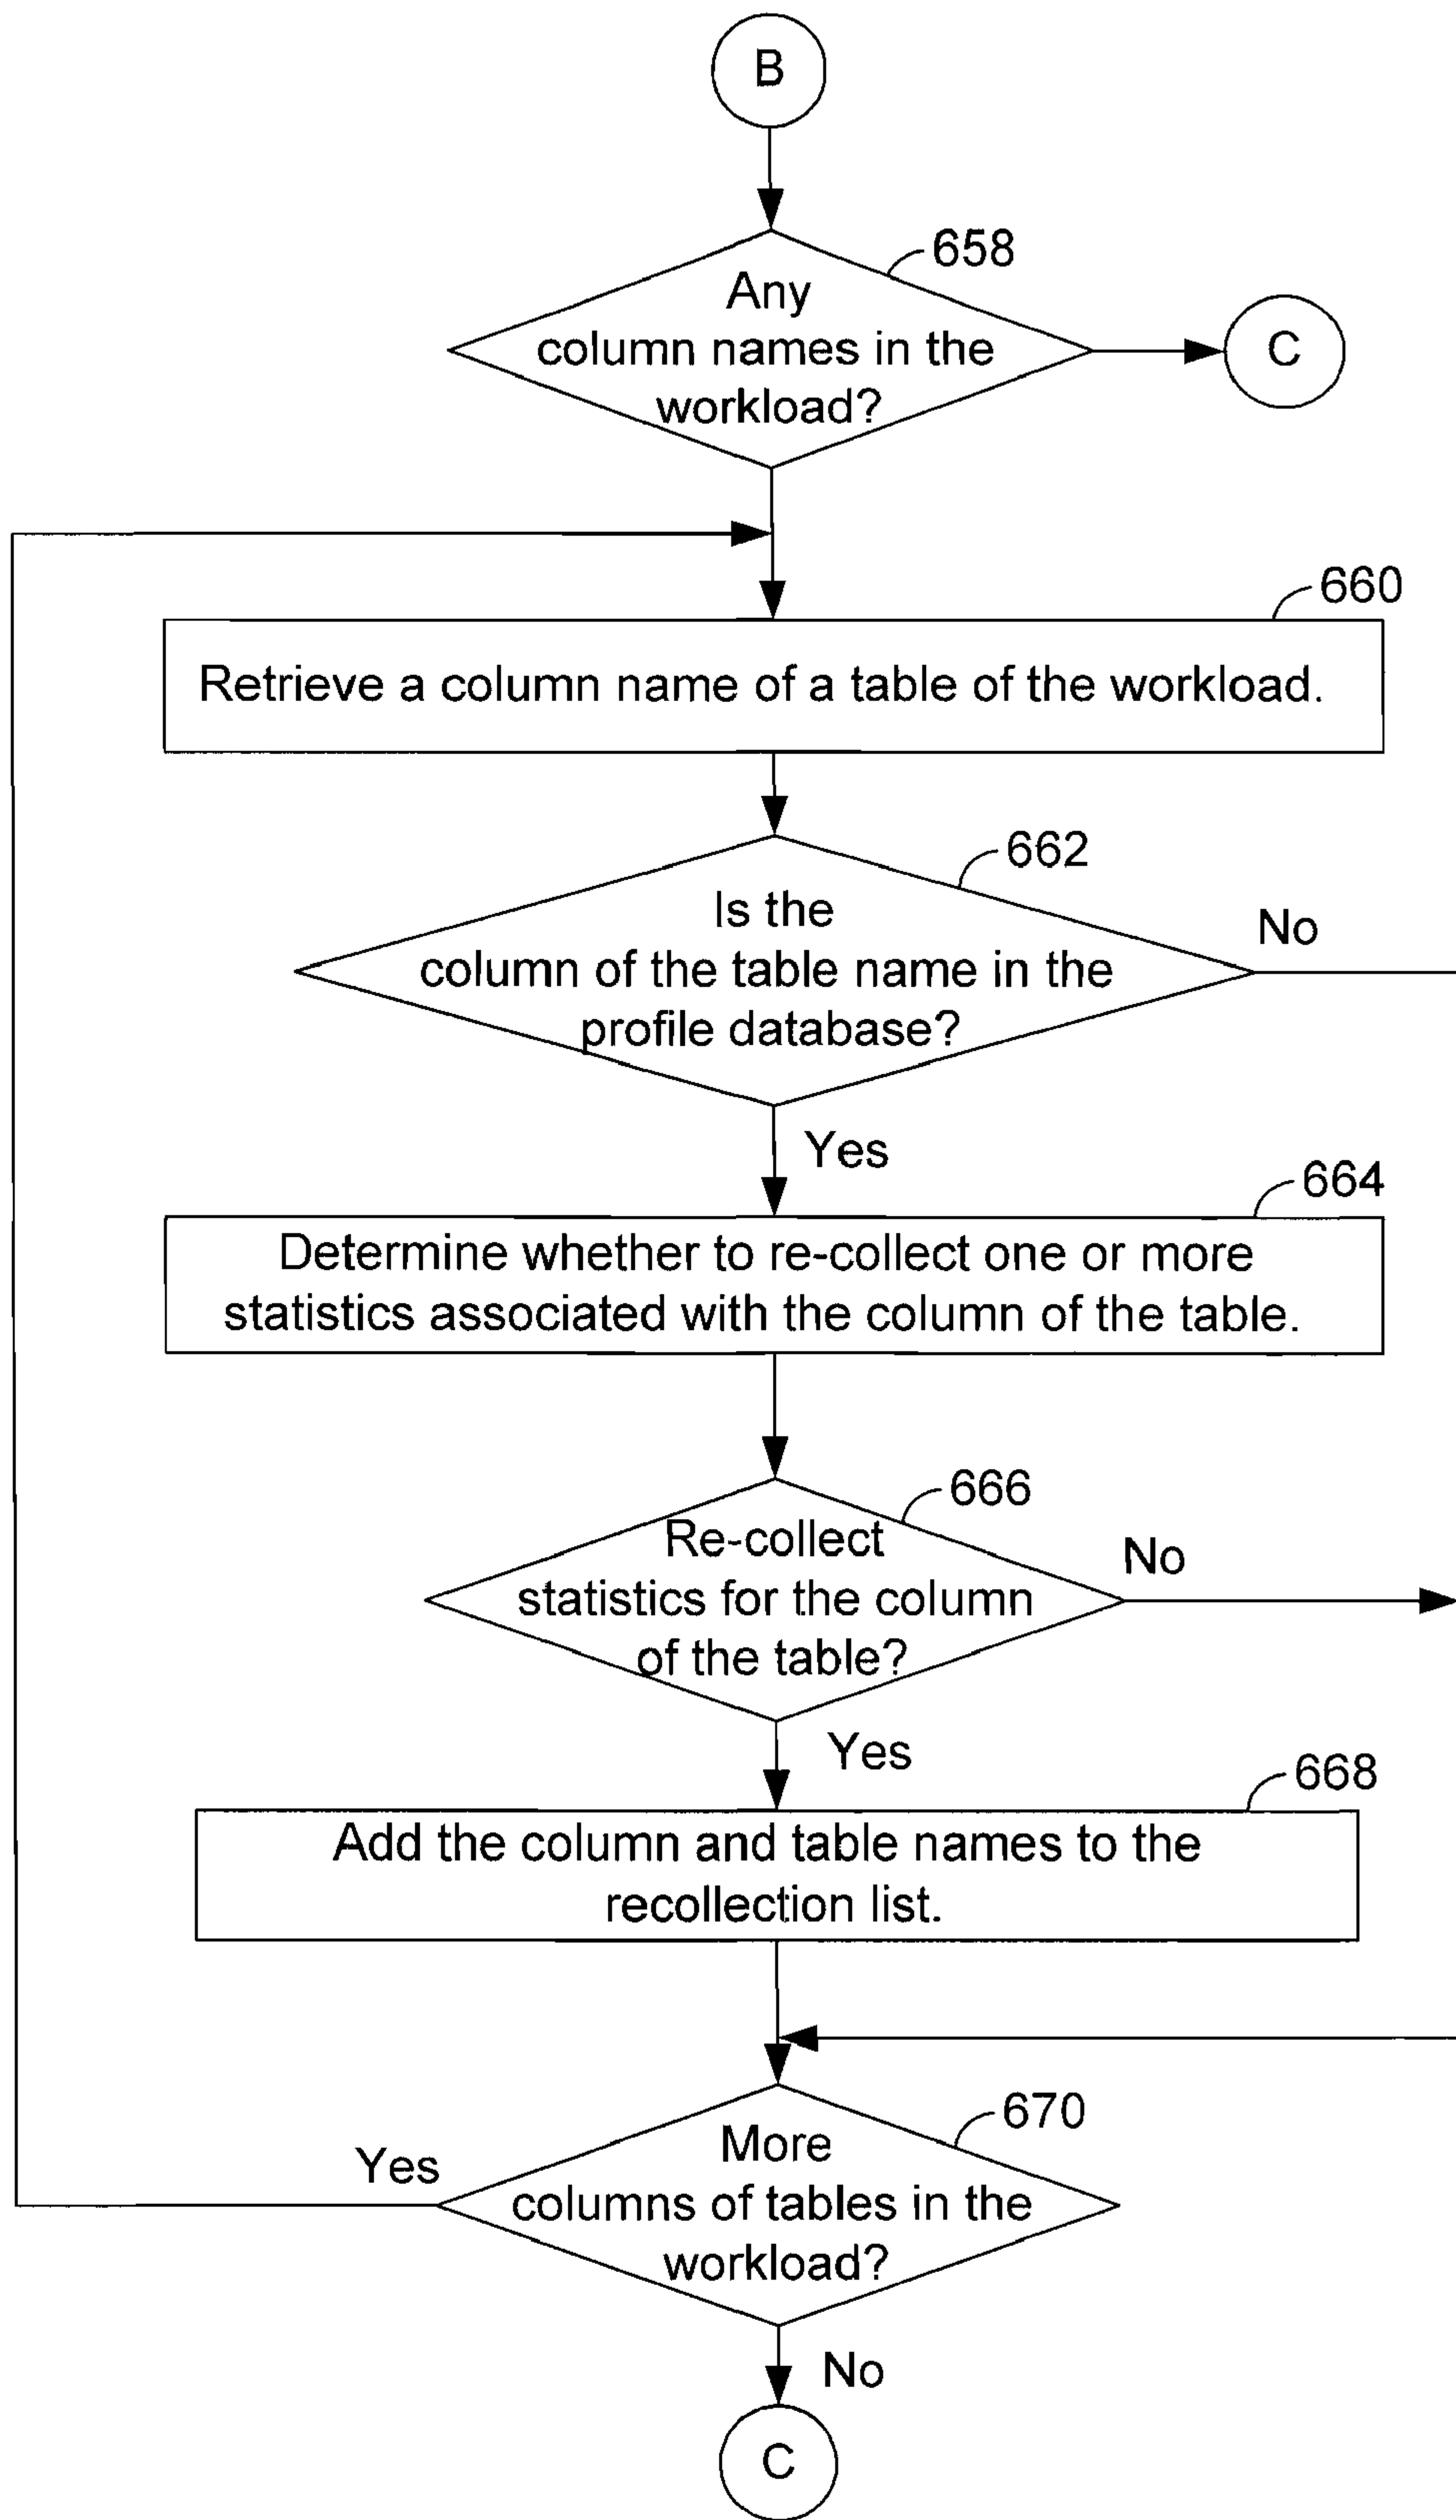 B
658
Any
column names in the
workload?
C
660
Retrieve a column name of a table of the workload.
662
Is the
column of the table name in the
profile database?
No
Yes
664
Determine whether to re-collect one or more
statistics associated with the column of the table.
666
Re-collect
statistics for the column
of the table?
No
Yes
668
Add the column and table names to the
recollection list.
670
More
columns of tables in the
workload?
Yes
No
C